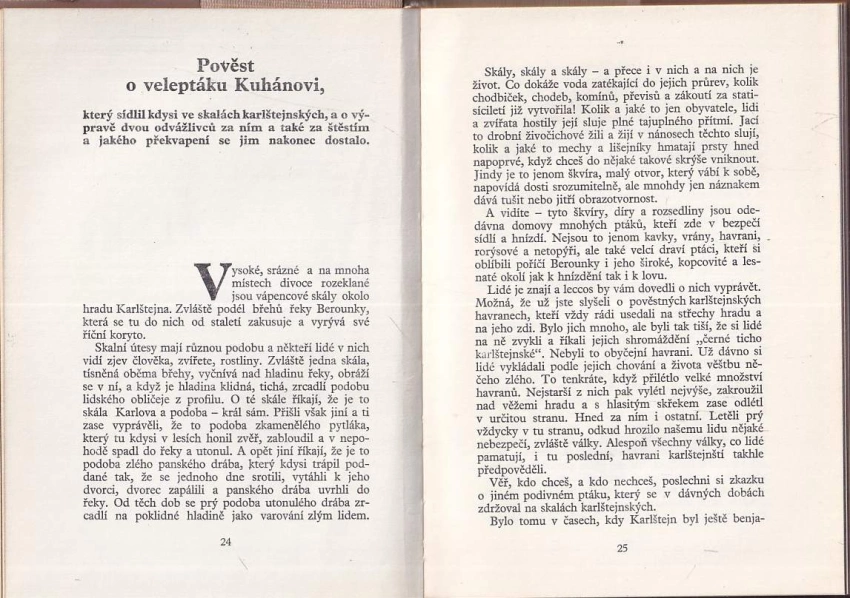 Pověst
o veleptáku Kuhánovi,
který sídlil kdysi ve skalách karlštejnských, a o vý-
pravě dvou odvážlivců za ním a také za štěstím
a jakého překvapení se jim nakonec dostalo.
Vysoké, srázné a na mnoha
místech divoce rozeklané
jsou vápencové skály okolo
hradu Karlštejna. Zvláště podél břehů řeky Berounky,
která se tu do nich od staletí zakusuje a vyrývá své
říční koryto.
Skalní útesy mají různou podobu a někteří lidé v nich
vidí zjev člověka, zvířete, rostliny. Zvláště jedna skála,
tísněná oběma břehy, vyčnívá nad hladinu řeky, obráží
se v ní, a když je hladina klidná, tichá, zrcadlí podobu
lidského obličeje z profilu. O té skále říkají, že je to
skála Karlova a podoba – král sám. Přišli však jiní a ti
zase vyprávěli, že to podoba zkamenělého pytláka,
který tu kdysi v lesích honil zvěř, zabloudil a v nepo-
hodě spadl do řeky a utonul. A opět jiní říkají, že je to
podoba zlého panského drába, který kdysi trápil pod-
dané tak, že se jednoho dne srotili, vytáhli k jeho
dvorci, dvorec zapálili a panského drába uvrhli do
řeky. Od těch dob se prý podoba utonulého drába zr-
cadlí na poklidné hladině jako varování zlým lidem.
24
Skály, skály a skály – a přece i v nich a na nich je
život. Co dokáže voda zatékající do jejich průrev, kolik
chodbiček, chodeb, komínů, převisů a zákoutí za stati-
síciletí již vytvořila! Kolik a jaké to jen obyvatele, lidi
a zvířata hostily její sluje plné tajuplného přítmí. Jací
to drobní živočichové žili a žijí v nánosech těchto slují,
kolik a jaké to mechy a lišejníky hmatají prsty hned
napoprvé, když chceš do nějaké takové skrýše vniknout.
Jindy je to jenom škvíra, malý otvor, který vábí k sobě,
napovídá dosti srozumitelně, ale mnohdy jen náznakem
dává tušit nebo jitří obrazotvornost.
A vidíte – tyto škvíry, díry a rozsedliny jsou ode-
dávna domovy mnohých ptáků, kteří zde v bezpečí
sídlí a hnízdí. Nejsou to jenom kavky, vrány, havrani,
rorýsové a netopýři, ale také velcí draví ptáci, kteří si
oblíbili poříčí Berounky i jeho široké, kopcovité a les-
naté okolí jak k hnízdění tak i k lovu.
Lidé je znají a leccos by vám dovedli o nich vyprávět.
Možná, že už jste slyšeli o pověstných karlštejnských
havranech, kteří vždy rádi usedali na střechy hradu a
na jeho zdi. Bylo jich mnoho, ale byli tak tiší, že si lidé
na ně zvykli a říkali jejich shromáždění „černé ticho
karlštejnské“. Nebyli to obyčejní havrani. Už dávno si
lidé vykládali podle jejich chování a života věštbu ně-
čeho zlého. To tenkráte, když přilétlo velké množství
havranů. Nejstarší z nich pak vylétl nejvýše, zakroužil
nad věžemi hradu a s hlasitým skřekem zase odlétl
v určitou stranu. Hned za ním i ostatní. Letěli prý
vždycky v tu stranu, odkud hrozilo našemu lidu nějaké
nebezpečí, zvláště války. Alespoň všechny války, co lidé
pamatují, i tu poslední, havrani karlštejnští takhle
předpověděli.
Věř, kdo chceš, a kdo nechceš, poslechni si zkazku
o jiném podivném ptáku, který se v dávných dobách
zdržoval na skalách karlštejnských.
Bylo tomu v časech, kdy Karlštejn byl ještě benja-
25